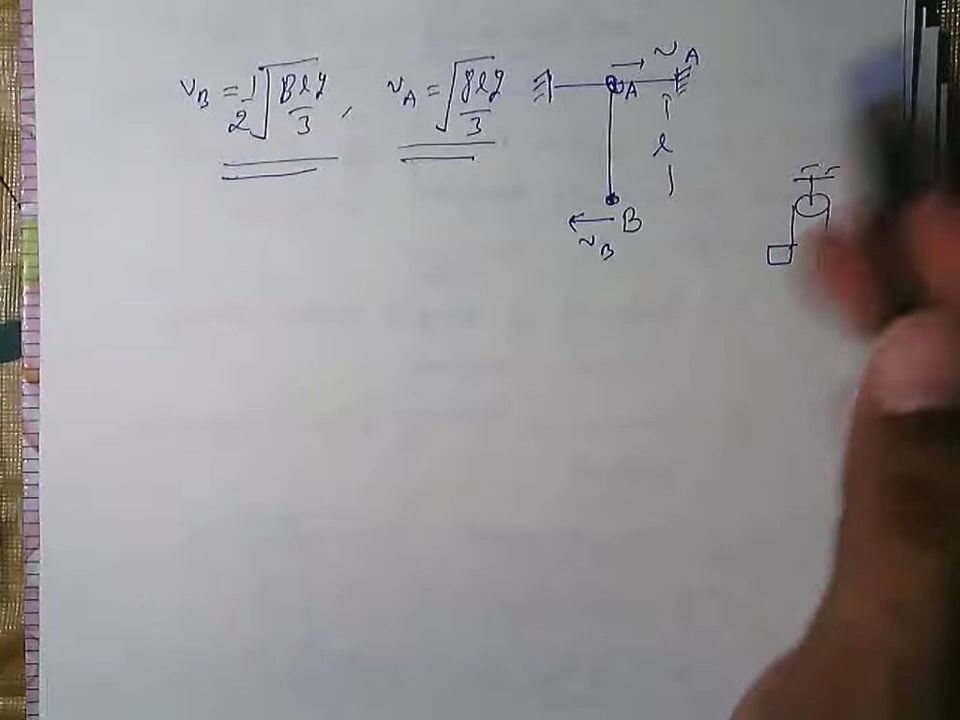 v_B = 1/2 √(8lg/3) , v_A = √(8lg/3)
v_A
A
l
B
v_B